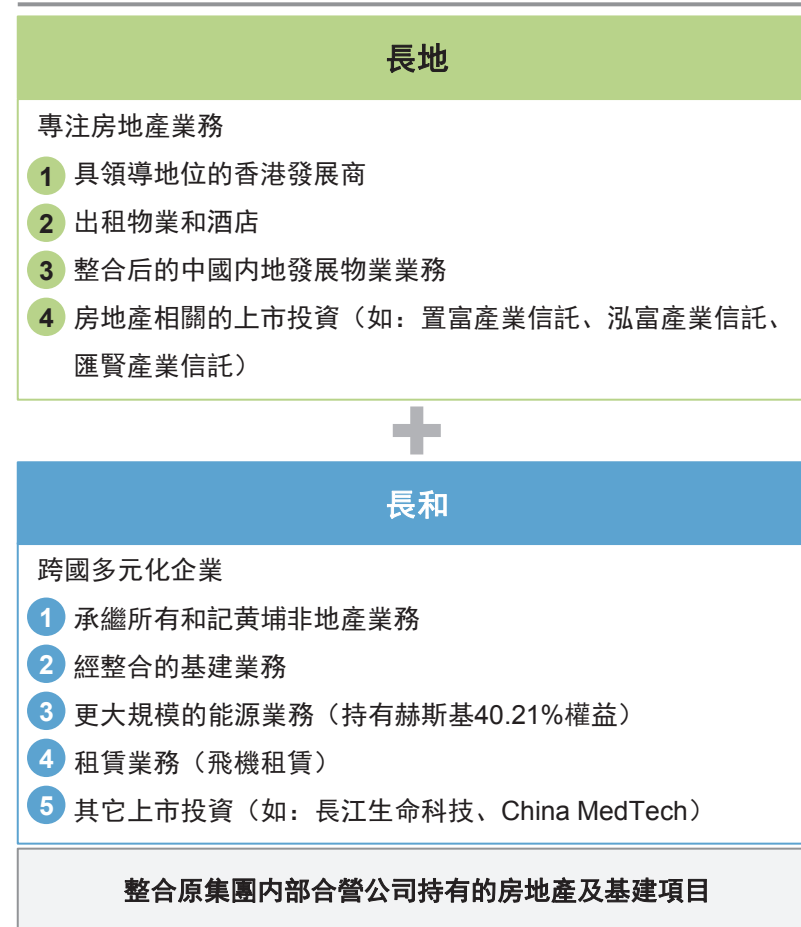 長地
專注房地產業務
1 具領導地位的香港發展商
2 出租物業和酒店
3 整合后的中國内地發展物業業務
4 房地產相關的上市投資（如：置富產業信託、泓富產業信託、
匯賢產業信託）
長和
跨國多元化企業
1 承繼所有和記黄埔非地產業務
2 經整合的基建業務
3 更大規模的能源業務（持有赫斯基40.21%權益）
4 租賃業務（飛機租賃）
5 其它上市投資（如：長江生命科技、China MedTech）
整合原集團内部合營公司持有的房地產及基建項目